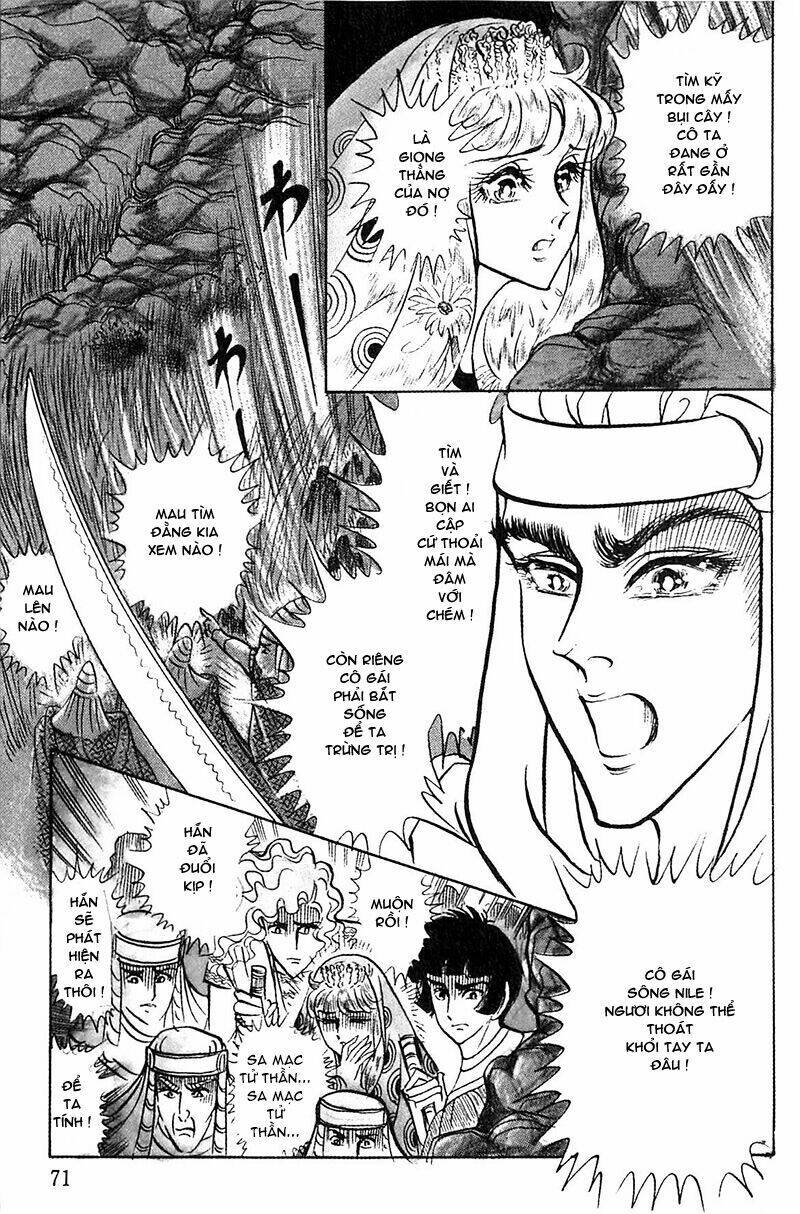 TÌM KỸ
TRONG MẤY
BỤI CÂY !
CÔ TA
ĐANG Ở
RẤT GẦN
ĐÂY ĐẤY !
LÀ
GIỌNG
THẰNG
CỦA NỢ
ĐÓ !
わー
わー
TÌM
VÀ
GIẾT !
BỌN AI
CẬP
CỨ THOẢI
MÁI MÀ
ĐÂM
VỚI
CHÉM !
CÒN RIÊNG
CÔ GÁI
PHẢI BẮT
SỐNG
ĐỂ TA
TRỪNG TRỊ !
MAU TÌM
ĐẰNG KIA
XEM NÀO !
MAU
LÊN
NÀO !
CÔ GÁI
SÔNG NILE !
NGƯƠI KHÔNG THỂ
THOÁT
KHỎI TAY TA
ĐÂU !
MUỘN
RỒI !
HẮN
ĐÃ
ĐUỔI
KỊP !
HẮN
SẼ
PHÁT
HIỆN
RA
THÔI !
SA MẠC
TỬ THẦN...
SA MẠC
TỬ
THẦN...
ĐỂ
TA
TÍNH !
71